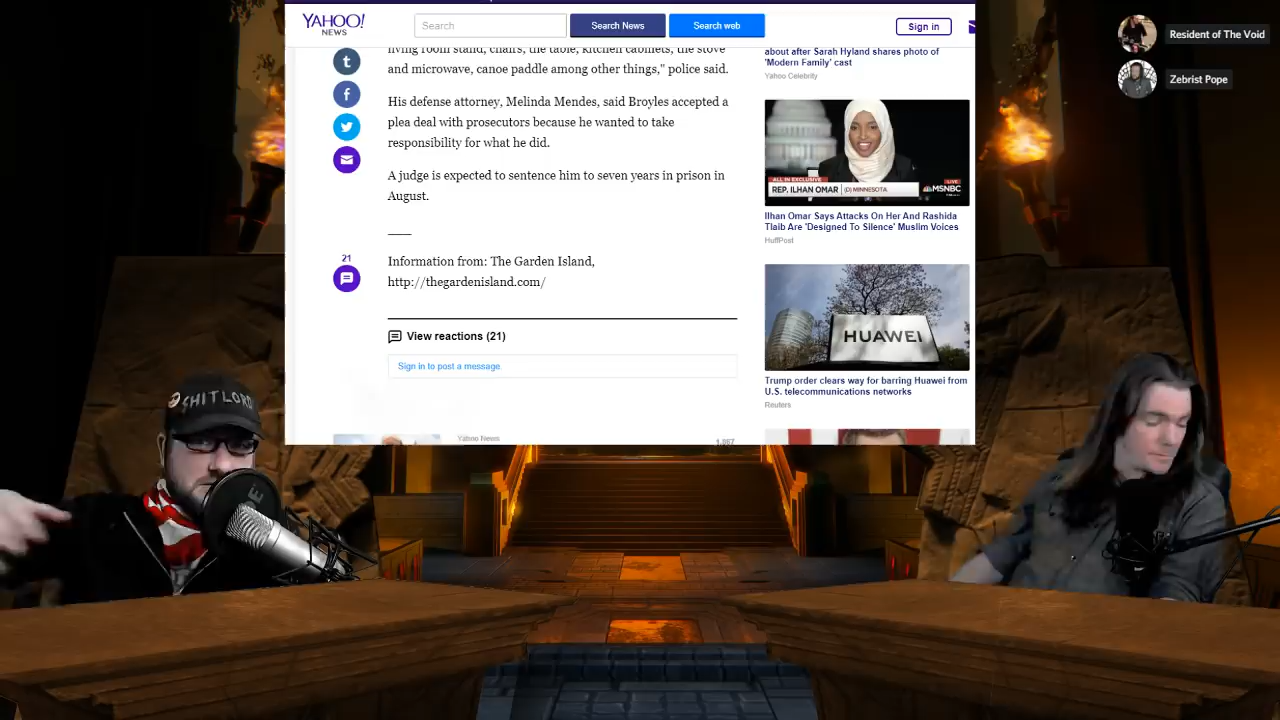 YAHOO!
NEWS
Search
Search News
Search web
Sign in
living room stand, chairs, the table, kitchen cabinets, the stove
and microwave, canoe paddle among other things," police said.
His defense attorney, Melinda Mendes, said Broyles accepted a
plea deal with prosecutors because he wanted to take
responsibility for what he did.
A judge is expected to sentence him to seven years in prison in
August.
21
Information from: The Garden Island,
http://thegardenisland.com/
View reactions (21)
Sign in to post a message
Yahoo News
1,057
about after Sarah Hyland shares photo of
'Modern Family' cast
Yahoo Celebrity
ALL IN EXCLUSIVE
REP. ILHAN OMAR (D) MINNESOTA
LIVE
MSNBC
Ilhan Omar Says Attacks On Her And Rashida
Tlaib Are 'Designed To Silence' Muslim Voices
HuffPost
HUAWEI
Trump order clears way for barring Huawei from
U.S. telecommunications networks
Reuters
Resident of The Void
Zebrist Pope
SHITLORD